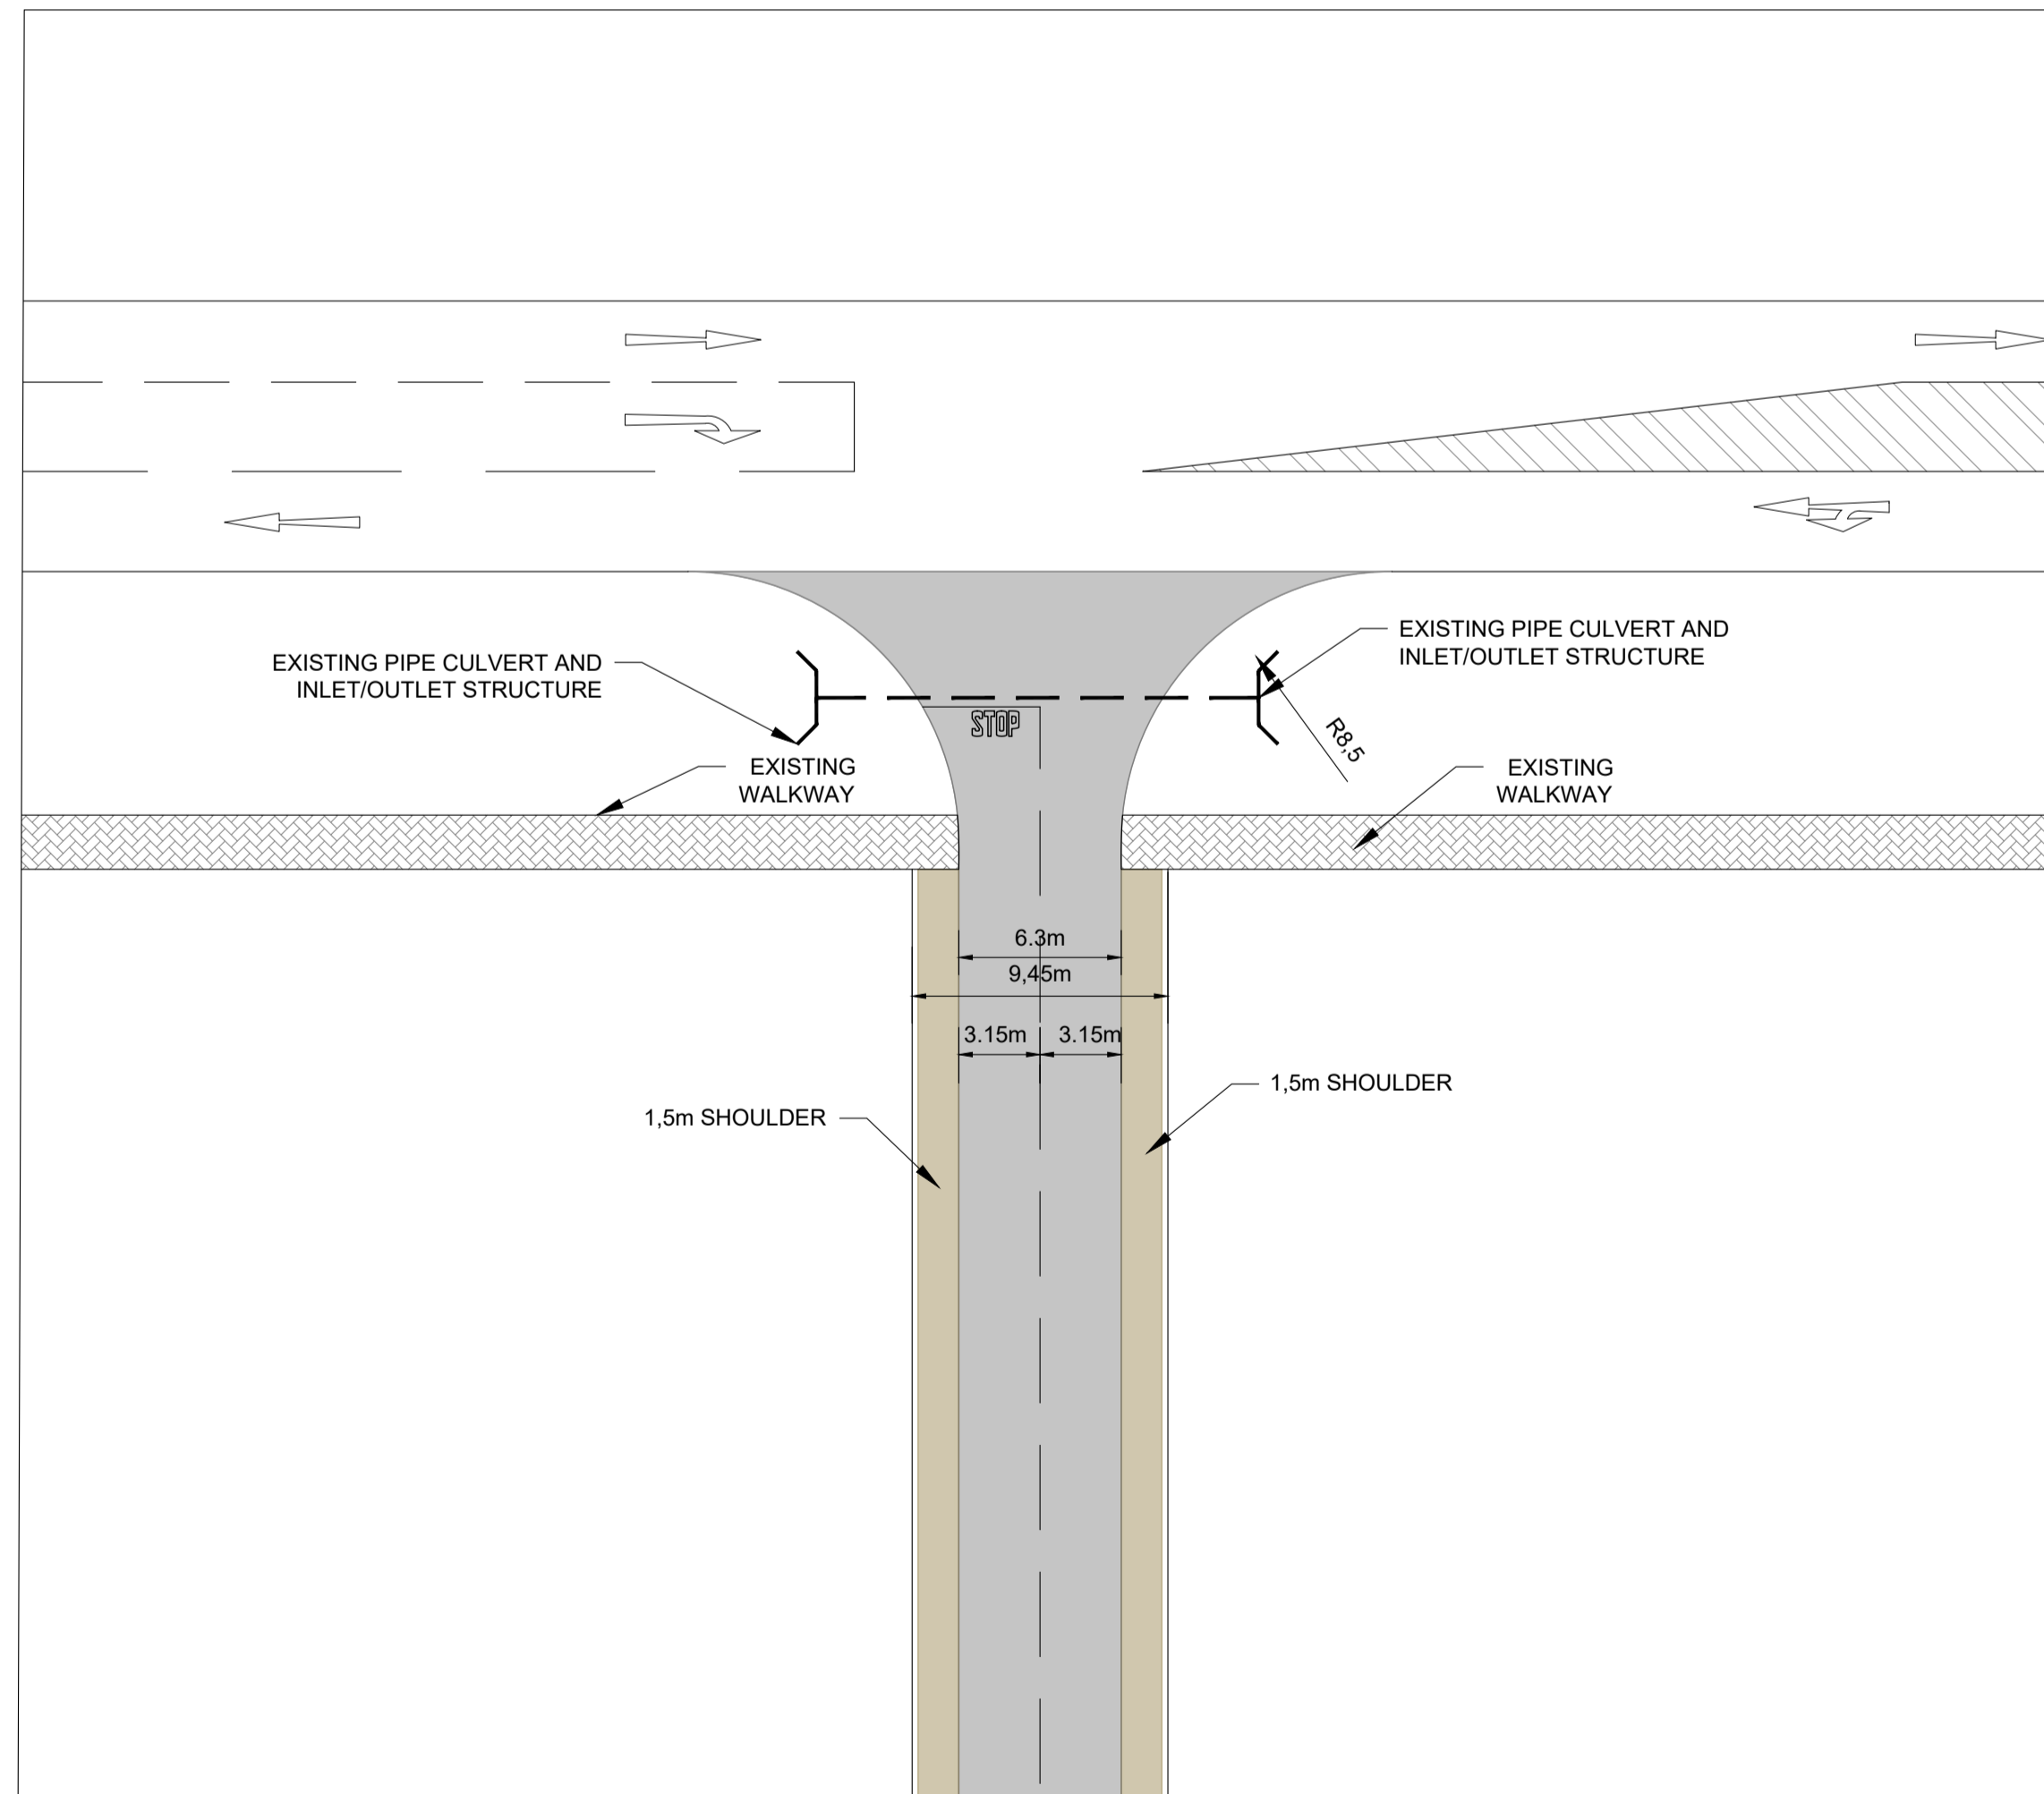 EXISTING PIPE CULVERT AND
INLET/OUTLET STRUCTURE
EXISTING PIPE CULVERT AND
INLET/OUTLET STRUCTURE
STOP
R8,5
EXISTING
WALKWAY
EXISTING
WALKWAY
6.3m
9,45m
3.15m
3.15m
1,5m SHOULDER
1,5m SHOULDER